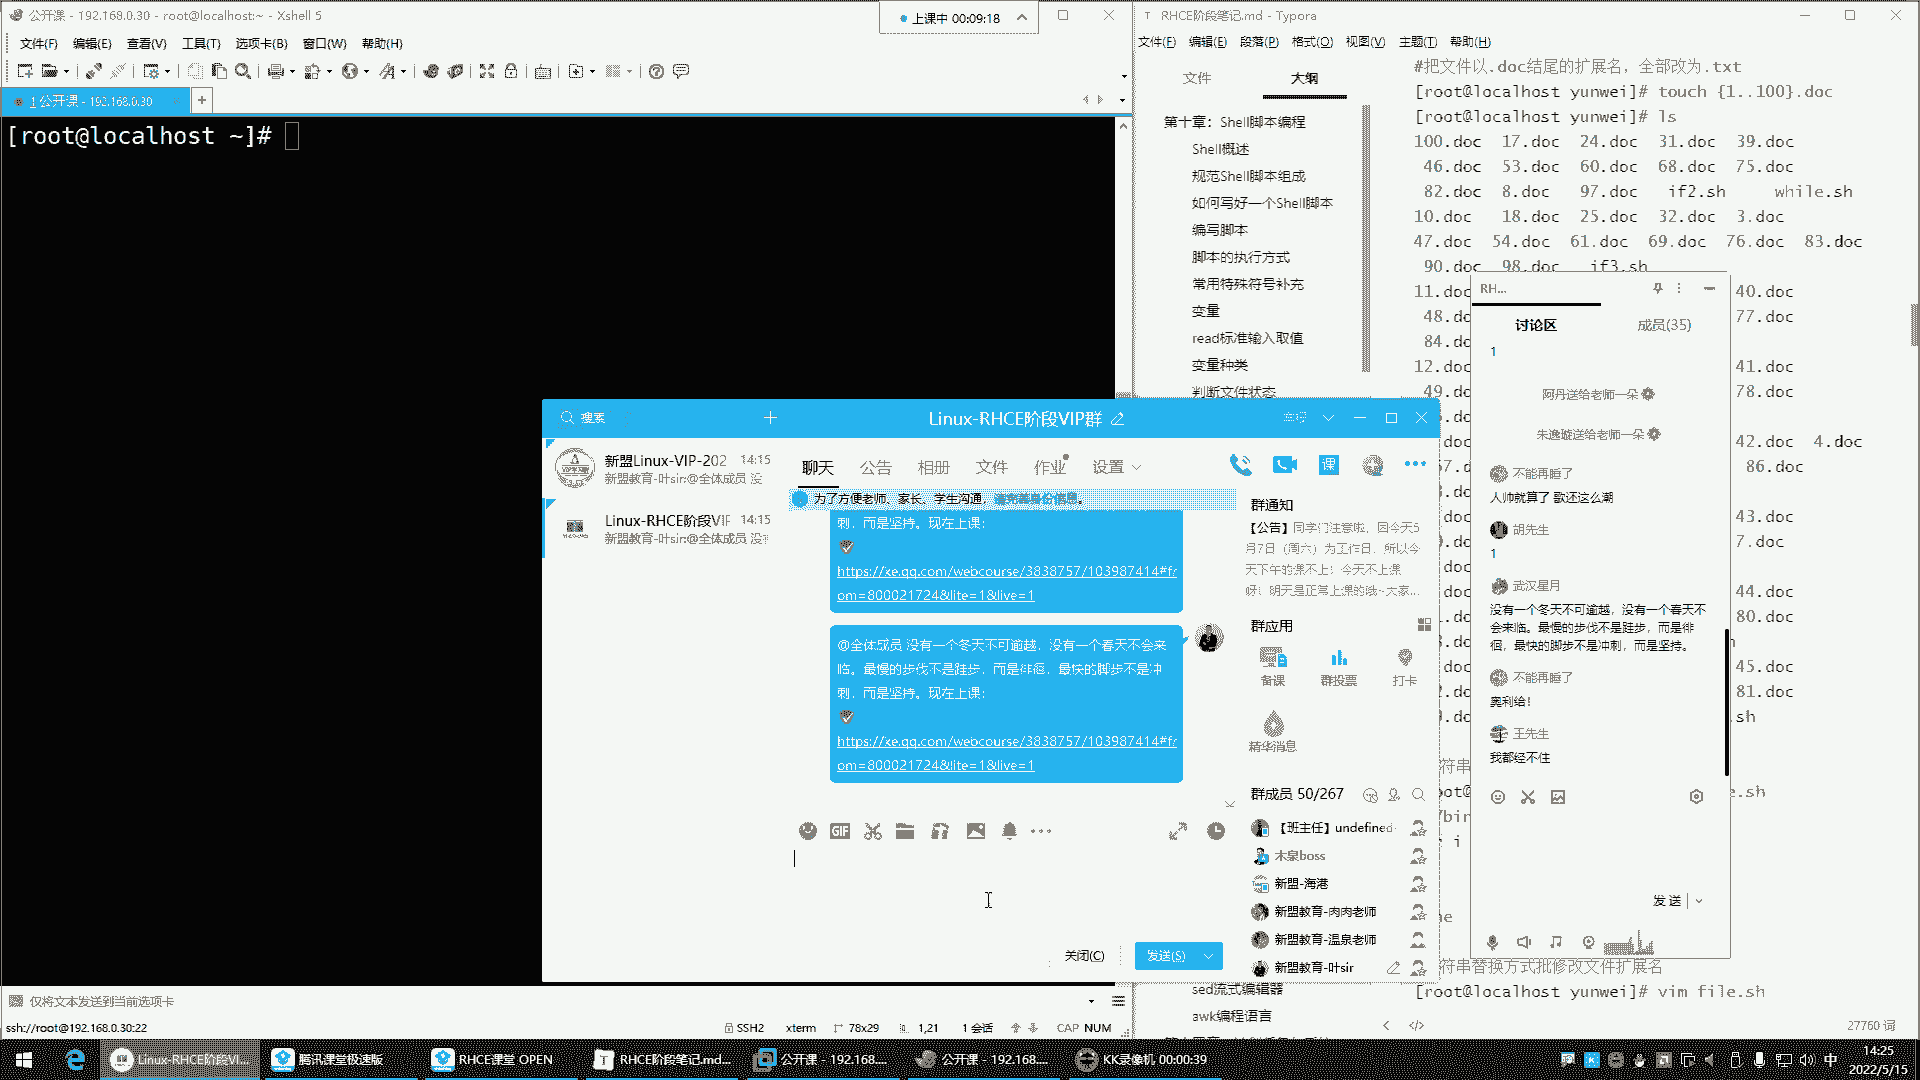 公开课 - 192.168.0.30 - root@localhost:~ - Xshell 5
上课中 00:09:18
文件(F) 编辑(E) 查看(V) 工具(T) 选项卡(B) 窗口(W) 帮助(H)
1 公开课 - 192.168.0.30
[root@localhost ~]#
仅将文本发送到当前选项卡
ssh://root@192.168.0.30:22
SSH2 xterm 78x29 1,21 1 会话 CAP NUM
RHCE阶段笔记.md - Typora
文件(F) 编辑(E) 段落(P) 格式(O) 视图(V) 主题(T) 帮助(H)
文件 大纲
第十章：Shell脚本编程
Shell概述
规范Shell脚本组成
如何写好一个Shell脚本
编写脚本
脚本的执行方式
常用特殊符号补充
变量
read标准输入取值
变量种类
判断文件状态
sed流式编辑器
awk编程语言
#把文件以.doc结尾的扩展名，全部改为.txt
[root@localhost yunwei]# touch {1..100}.doc
[root@localhost yunwei]# ls
100.doc 17.doc 24.doc 31.doc 39.doc
46.doc 53.doc 60.doc 68.doc 75.doc
82.doc 8.doc 97.doc if2.sh while.sh
10.doc 18.doc 25.doc 32.doc 3.doc
47.doc 54.doc 61.doc 69.doc 76.doc 83.doc
90.doc 98.doc if3.sh
11.doc 40.doc
48.do 77.doc
84.do
12.doc 41.doc
49. 78.doc
42.doc 4.doc
86.doc
43.doc
7.doc
44.doc
80.doc
45.doc
81.doc
.sh
符串
e.sh
/bin
i
ne
符串替换方式批修改文件扩展名
[root@localhost yunwei]# vim file.sh
27760 词
RH...
讨论区 成员(35)
1
阿丹送给老师一朵
朱逸璇送给老师一朵
不能再睡了
人帅就算了 歌还这么潮
胡先生
1
武汉星月
没有一个冬天不可逾越，没有一个春天不
会来临。最慢的步伐不是跬步，而是徘
徊，最快的脚步不是冲刺，而是坚持。
不能再睡了
奥利给！
王先生
我都经不住
发送
搜索
Linux-RHCE阶段VIP群
新盟Linux-VIP-202 14:15
新盟教育-叶sir:@全体成员 没
Linux-RHCE阶段VIF 14:15
新盟教育-叶sir:@全体成员 没
聊天 公告 相册 文件 作业 设置
课
为了方便老师、家长、学生沟通，
刺，而是坚持。现在上课：
https://xe.qq.com/webcourse/3838757/103987414#fr
om=800021724&lite=1&live=1
@全体成员 没有一个冬天不可逾越，没有一个春天不会来
临。最慢的步伐不是跬步，而是徘徊，最快的脚步不是冲
刺，而是坚持。现在上课：
https://xe.qq.com/webcourse/3838757/103987414#fr
om=800021724&lite=1&live=1
GIF
关闭(C) 发送(S)
群通知
【公告】同学们注意啦，因今天5
月7日（周六）为工作日，所以今
天下午的课不上！今天不上课
呀！明天是正常上课的哦~大家...
群应用
备课 群投票 打卡
精华消息
群成员 50/267
【班主任】undefined
木泉boss
新盟-海港
新盟教育-肉肉老师
新盟教育-温泉老师
新盟教育-叶sir
Linux-RHCE阶段VI... 腾讯课堂极速版 RHCE课堂 OPEN RHCE阶段笔记.md... 公开课 - 192.168.... 公开课 - 192.168.... KK录像机 00:00:39
中
14:25
2022/5/15